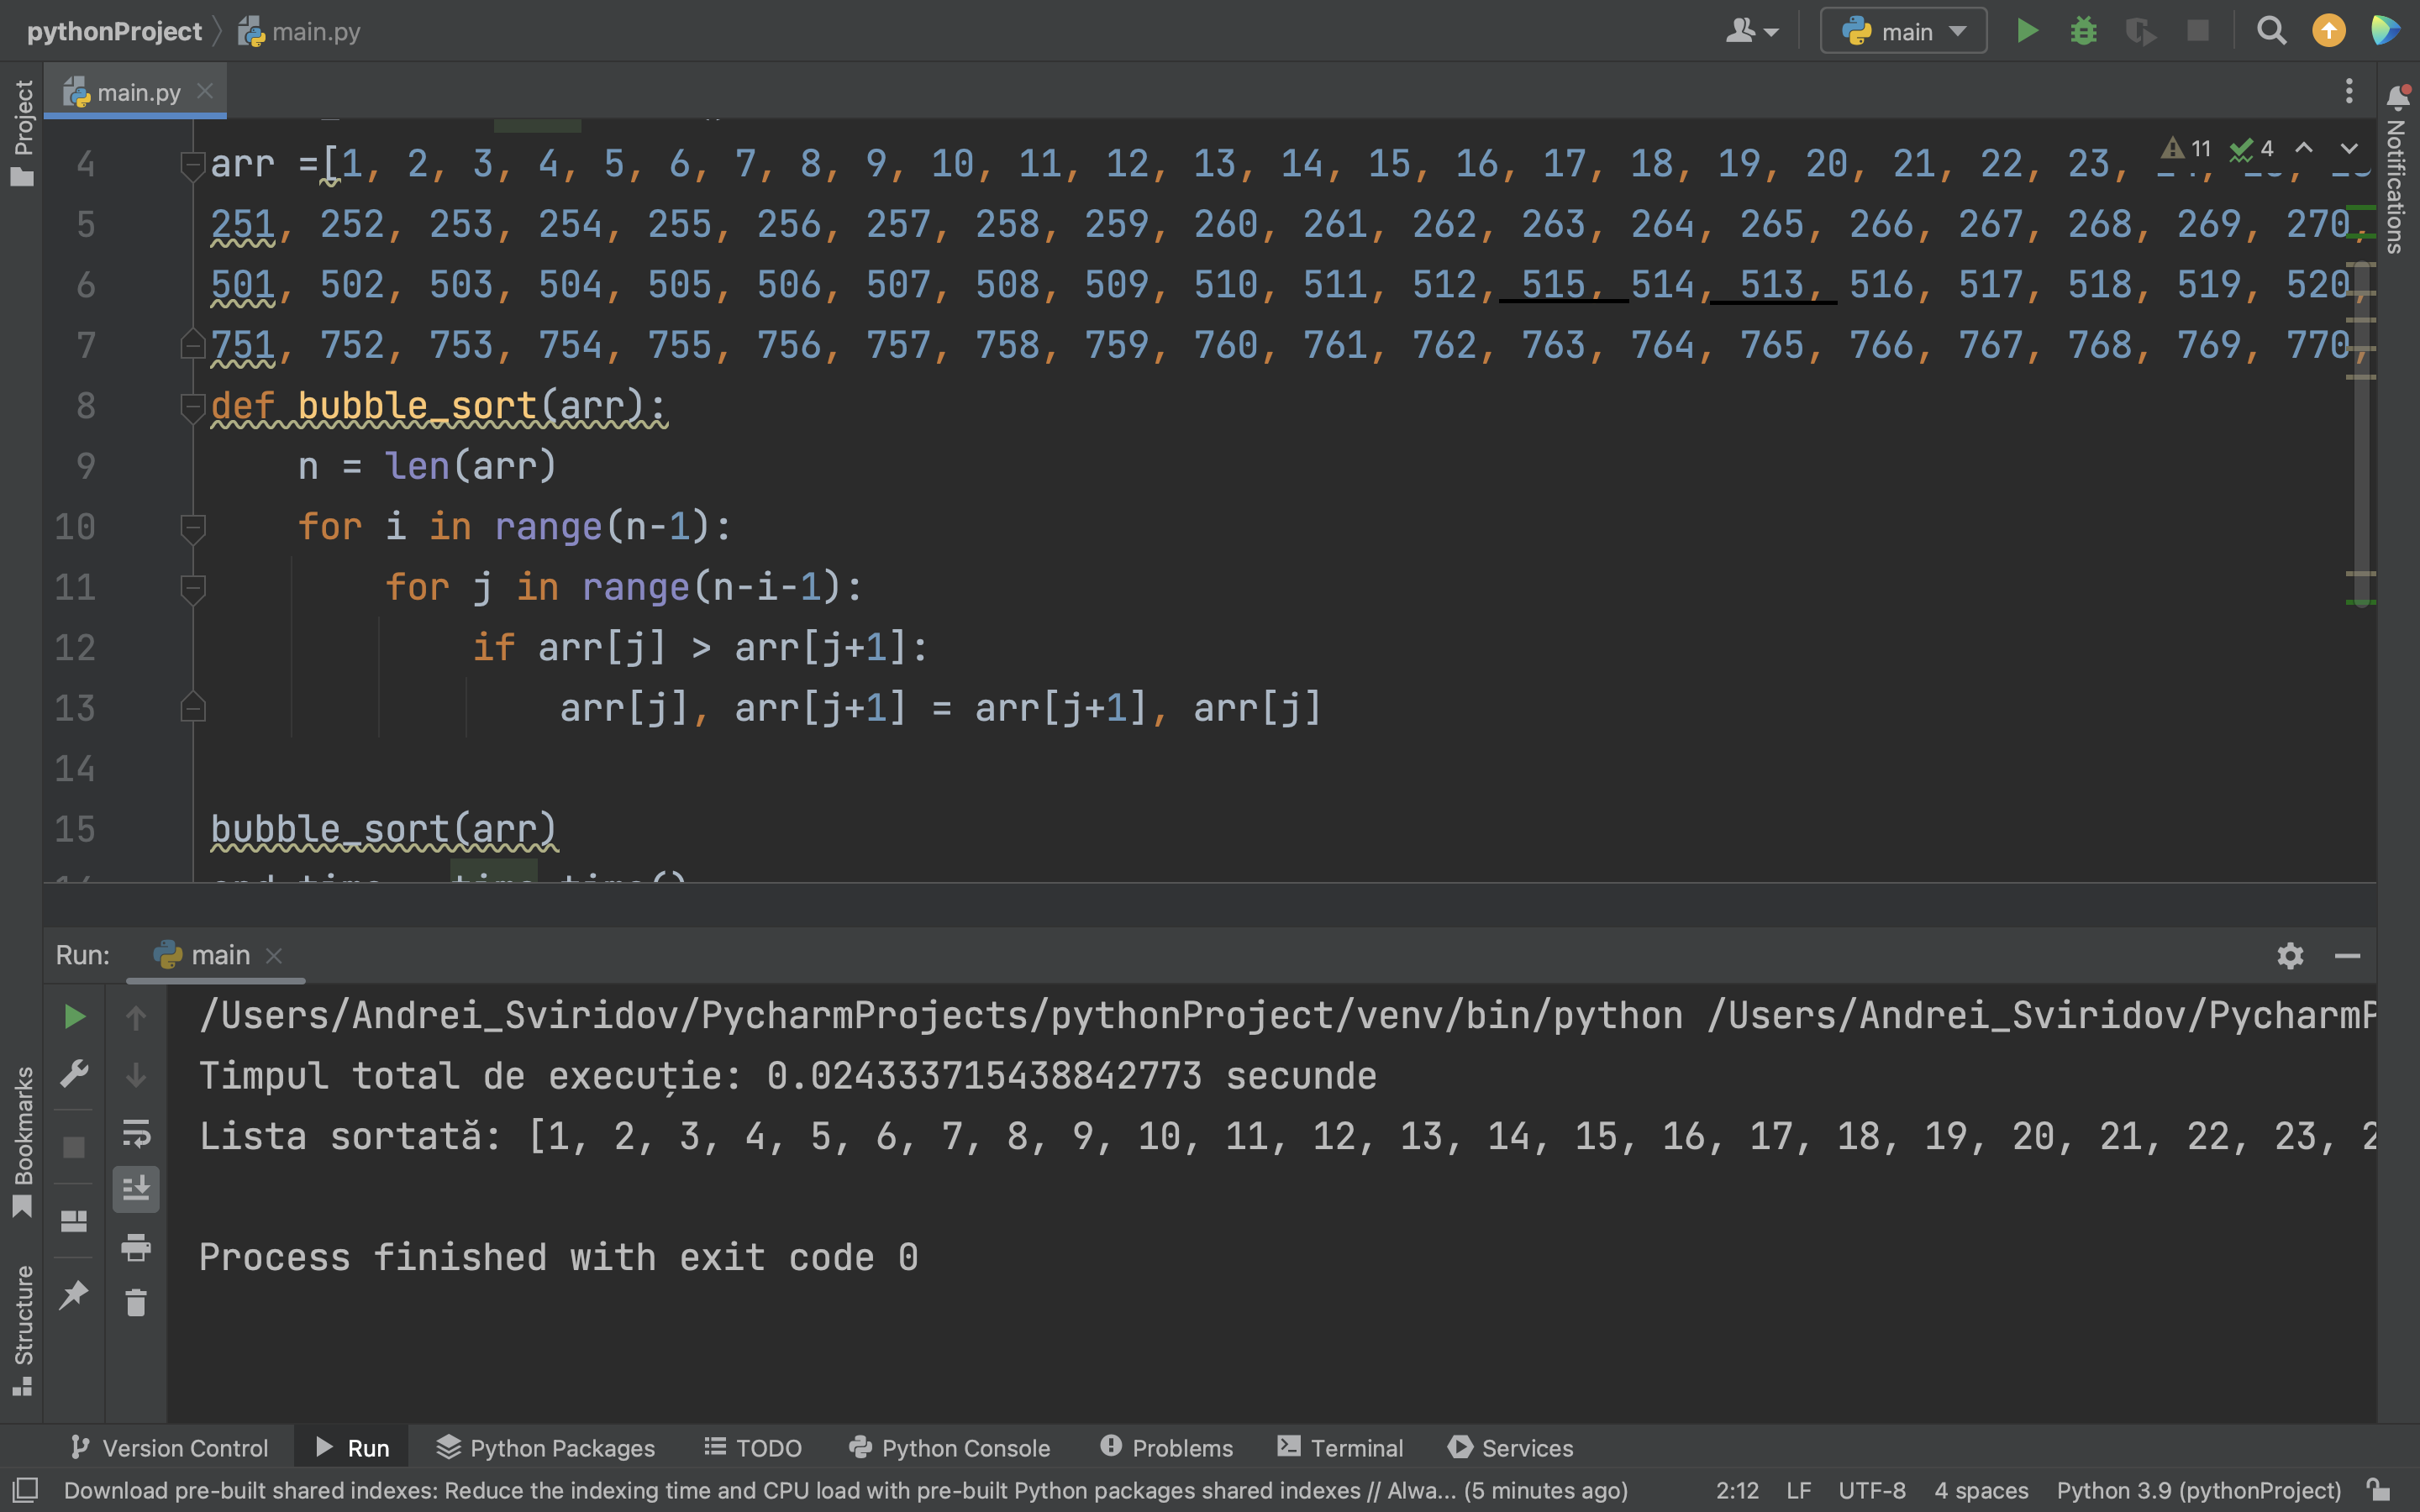 pythonProject main.py
main
main.py
Project
Notifications
11 4
4 arr =[1, 2, 3, 4, 5, 6, 7, 8, 9, 10, 11, 12, 13, 14, 15, 16, 17, 18, 19, 20, 21, 22, 23,
5 251, 252, 253, 254, 255, 256, 257, 258, 259, 260, 261, 262, 263, 264, 265, 266, 267, 268, 269, 270,
6 501, 502, 503, 504, 505, 506, 507, 508, 509, 510, 511, 512, 515, 514, 513, 516, 517, 518, 519, 520,
7 751, 752, 753, 754, 755, 756, 757, 758, 759, 760, 761, 762, 763, 764, 765, 766, 767, 768, 769, 770,
8 def bubble_sort(arr):
9 n = len(arr)
10 for i in range(n-1):
11 for j in range(n-i-1):
12 if arr[j] > arr[j+1]:
13 arr[j], arr[j+1] = arr[j+1], arr[j]
14
15 bubble_sort(arr)
Run: main
/Users/Andrei_Sviridov/PycharmProjects/pythonProject/venv/bin/python /Users/Andrei_Sviridov/PycharmP
Timpul total de execuție: 0.024333715438842773 secunde
Lista sortată: [1, 2, 3, 4, 5, 6, 7, 8, 9, 10, 11, 12, 13, 14, 15, 16, 17, 18, 19, 20, 21, 22, 23, 2
Process finished with exit code 0
Bookmarks
Structure
Version Control Run Python Packages TODO Python Console Problems Terminal Services
Download pre-built shared indexes: Reduce the indexing time and CPU load with pre-built Python packages shared indexes // Alwa... (5 minutes ago) 2:12 LF UTF-8 4 spaces Python 3.9 (pythonProject)